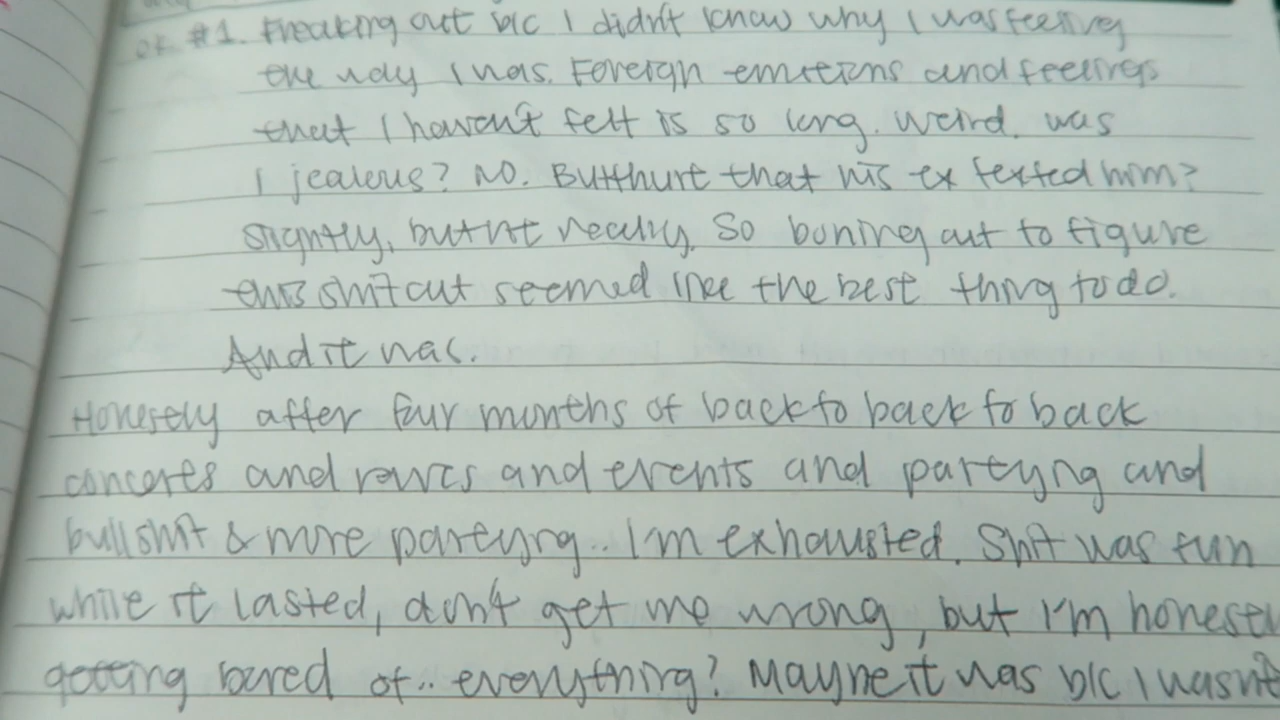 of #1. Freaking out b/c I didn't know why I was feeling
the way I was. Foreign emotions and feelings
that I haven't felt is so long. Weird. Was
I jealous? NO. Butthurt that his ex texted him?
Slightly, but not really. So boning out to figure
this shit out seemed like the best thing to do.
And it was.
Honestly after four months of back to back to back
concerts and raves and events and partying and
bullshit & more partying.. I'm exhausted. Shit was fun
while it lasted, don't get me wrong, but I'm honestly
getting bored of.. everything? Maybe it was b/c I wasn't